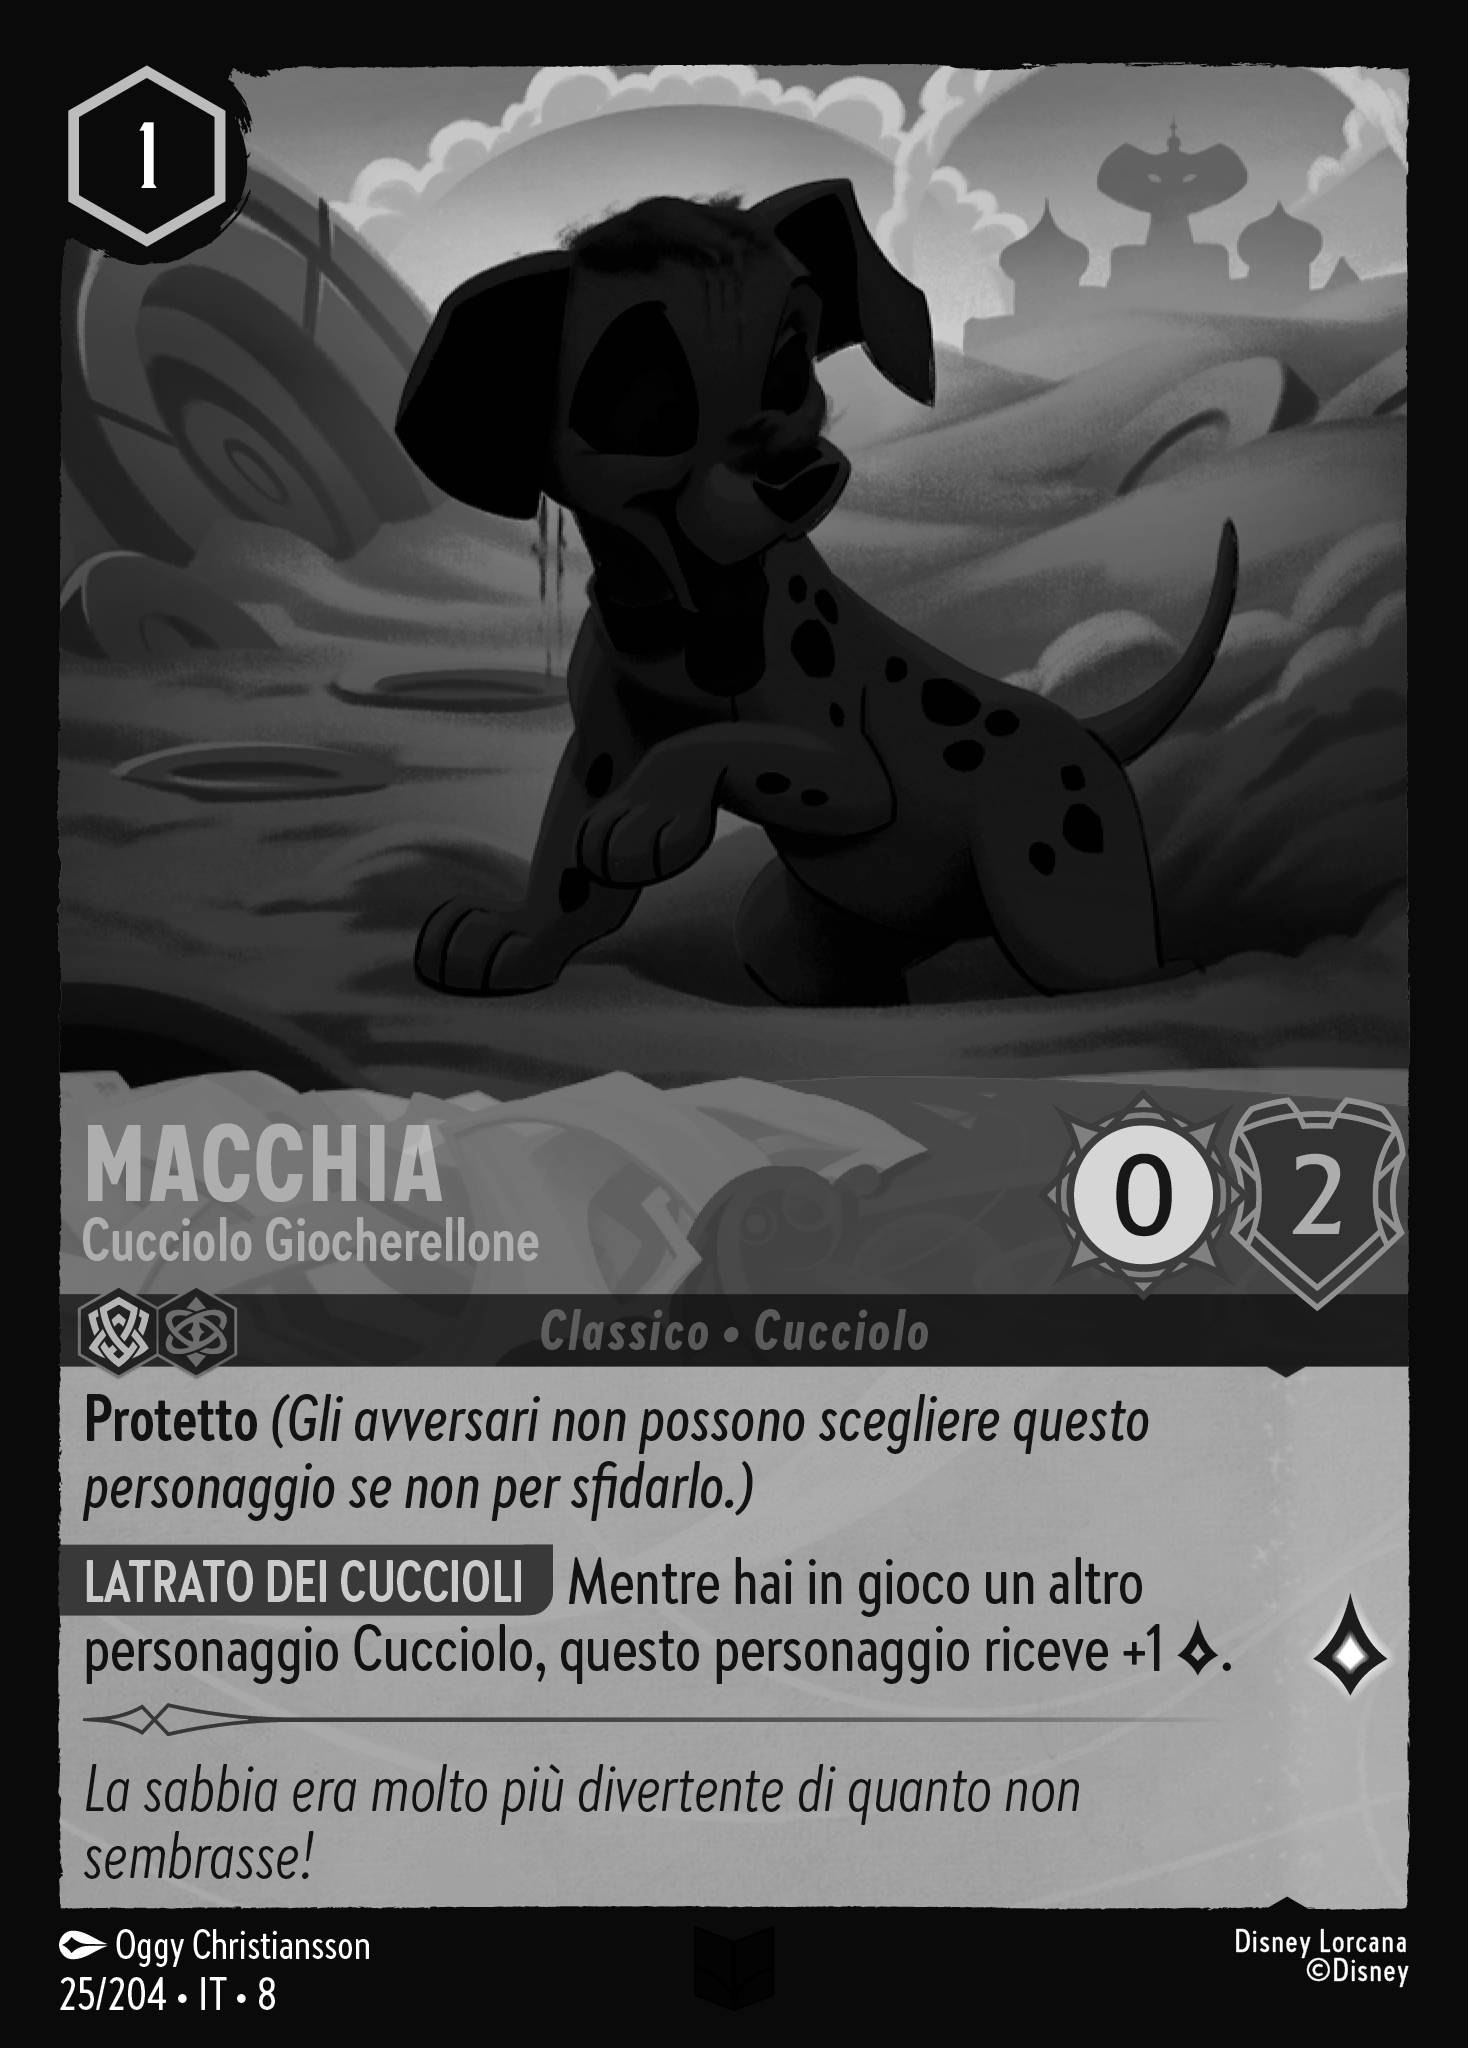 1
MACCHIA
Cucciolo Giocherellone
0
2
Classico • Cucciolo
Protetto (Gli avversari non possono scegliere questo
personaggio se non per sfidarlo.)
LATRATO DEI CUCCIOLI Mentre hai in gioco un altro
personaggio Cucciolo, questo personaggio riceve +1 .
La sabbia era molto più divertente di quanto non
sembrasse!
Oggy Christiansson
25/204 • IT • 8
Disney Lorcana
©Disney